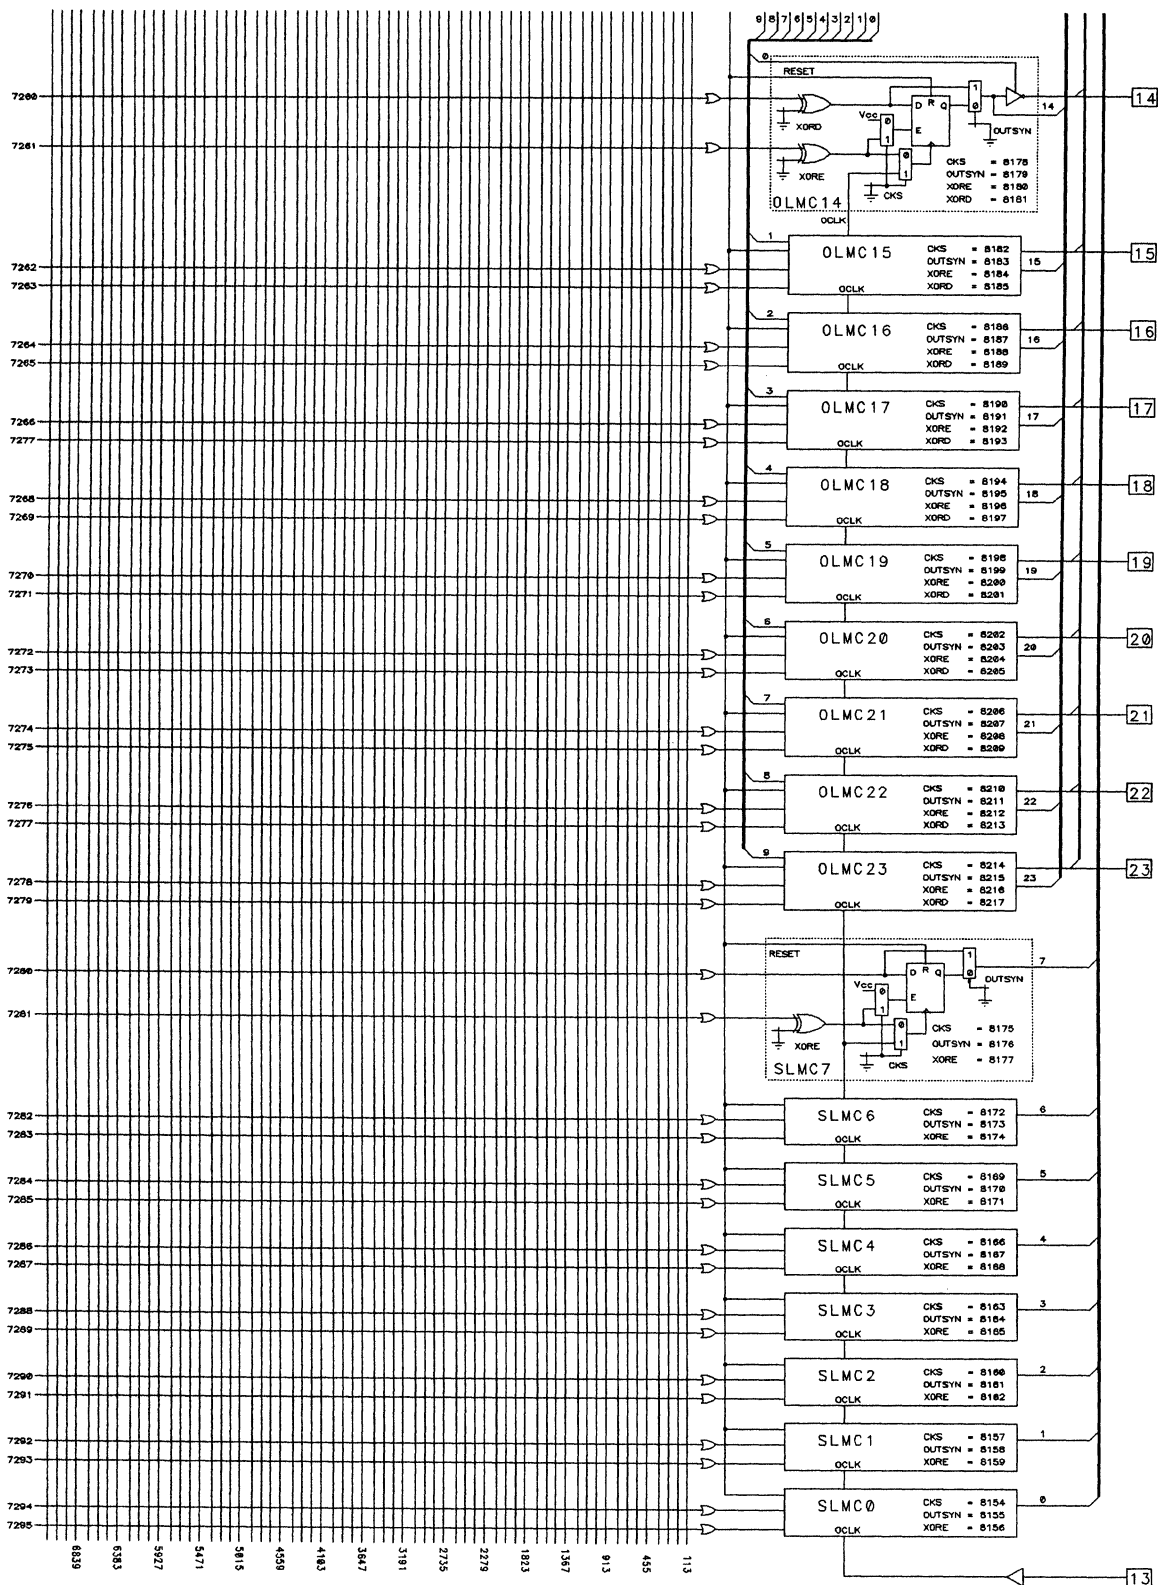 9 8 7 6 5 4 3 2 1 0
0
RESET
7260
14
D R Q
1
0
14
XORD
Vcc
0
1
E
OUTSYN
7261
XORE
0
1
CKS = 8178
OUTSYN = 8179
XORE = 8180
XORD = 8181
CKS
OLMC14
OCLK
1
OLMC15
CKS = 8182
OUTSYN = 8183
XORE = 8184
XORD = 8185
15
15
7262
7263
OCLK
2
OLMC16
CKS = 8186
OUTSYN = 8187
XORE = 8188
XORD = 8189
16
16
7264
7265
OCLK
3
OLMC17
CKS = 8190
OUTSYN = 8191
XORE = 8192
XORD = 8193
17
17
7266
7277
OCLK
4
OLMC18
CKS = 8194
OUTSYN = 8195
XORE = 8196
XORD = 8197
18
18
7268
7269
OCLK
5
OLMC19
CKS = 8198
OUTSYN = 8199
XORE = 8200
XORD = 8201
19
19
7270
7271
OCLK
6
OLMC20
CKS = 8202
OUTSYN = 8203
XORE = 8204
XORD = 8205
20
20
7272
7273
OCLK
7
OLMC21
CKS = 8206
OUTSYN = 8207
XORE = 8208
XORD = 8209
21
21
7274
7275
OCLK
8
OLMC22
CKS = 8210
OUTSYN = 8211
XORE = 8212
XORD = 8213
22
22
7276
7277
OCLK
9
OLMC23
CKS = 8214
OUTSYN = 8215
XORE = 8216
XORD = 8217
23
23
7278
7279
OCLK
RESET
7280
D R Q
1
0
7
Vcc
0
1
E
OUTSYN
7281
XORE
0
1
CKS = 8175
OUTSYN = 8176
XORE = 8177
CKS
SLMC7
SLMC6
CKS = 8172
OUTSYN = 8173
XORE = 8174
6
7282
7283
OCLK
SLMC5
CKS = 8169
OUTSYN = 8170
XORE = 8171
5
7284
7285
OCLK
SLMC4
CKS = 8166
OUTSYN = 8167
XORE = 8168
4
7286
7287
OCLK
SLMC3
CKS = 8163
OUTSYN = 8164
XORE = 8165
3
7288
7289
OCLK
SLMC2
CKS = 8160
OUTSYN = 8161
XORE = 8162
2
7290
7291
OCLK
SLMC1
CKS = 8157
OUTSYN = 8158
XORE = 8159
1
7292
7293
OCLK
SLMC0
CKS = 8154
OUTSYN = 8155
XORE = 8156
0
7294
7295
OCLK
6839 6383 5927 5471 5015 4559 4103 3647 3191 2735 2279 1823 1367 913 455 113
13